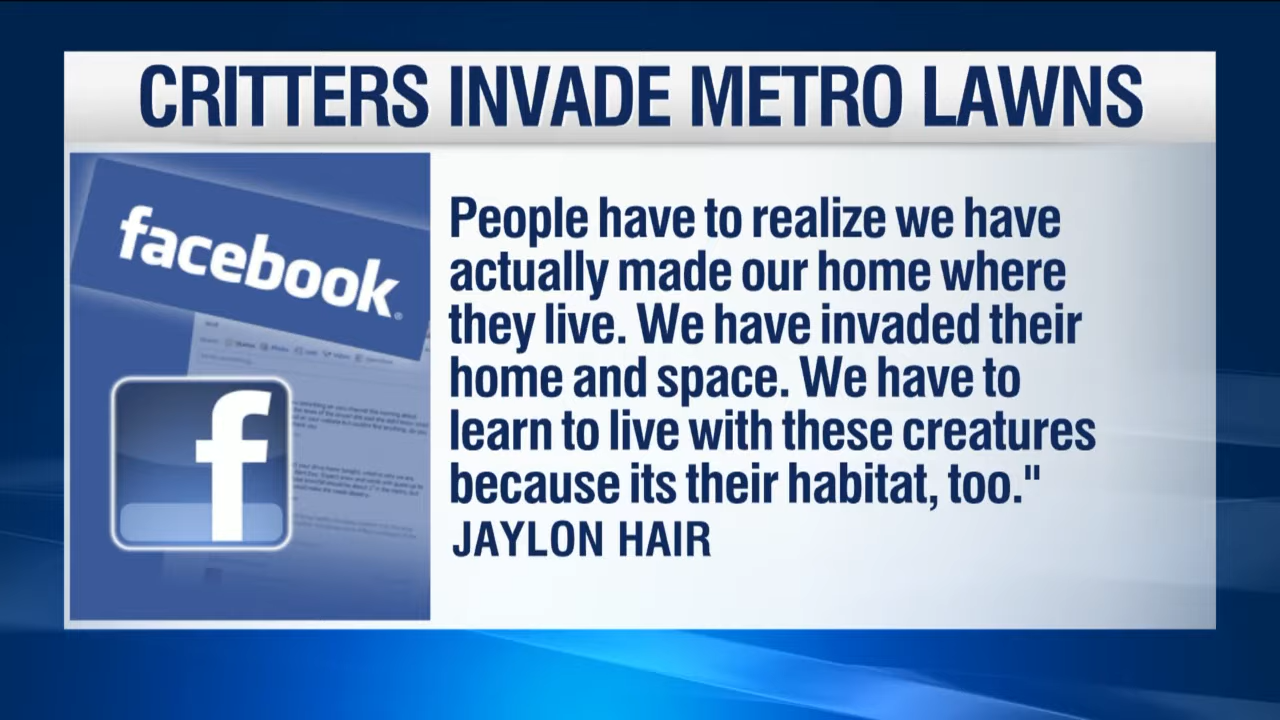 CRITTERS INVADE METRO LAWNS
facebook
People have to realize we have
actually made our home where
they live. We have invaded their
home and space. We have to
learn to live with these creatures
because its their habitat, too."
JAYLON HAIR
f